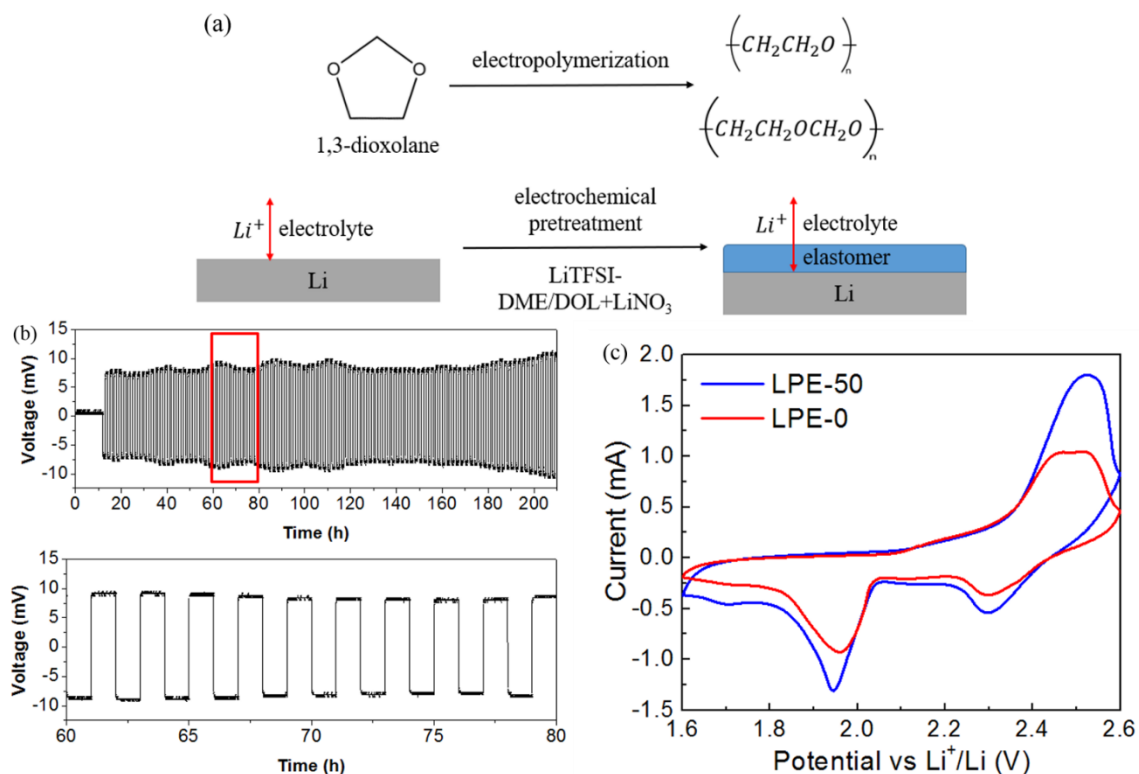 (a)
O O
1,3-dioxolane
electropolymerization
(CH₂CH₂O)
n
(CH₂CH₂OCH₂O)
n
Li⁺ electrolyte
Li
electrochemical
pretreatment
LiTFSI-
DME/DOL+LiNO₃
Li⁺ electrolyte
elastomer
Li
(b)
Voltage (mV)
15
10
5
0
-5
-10
0 20 40 60 80 100 120 140 160 180 200
Time (h)
Voltage (mV)
15
10
5
0
-5
-10
60 65 70 75 80
Time (h)
(c)
LPE-50
LPE-0
Current (mA)
2.0
1.5
1.0
0.5
0.0
-0.5
-1.0
-1.5
1.6 1.8 2.0 2.2 2.4 2.6
Potential vs Li⁺/Li (V)